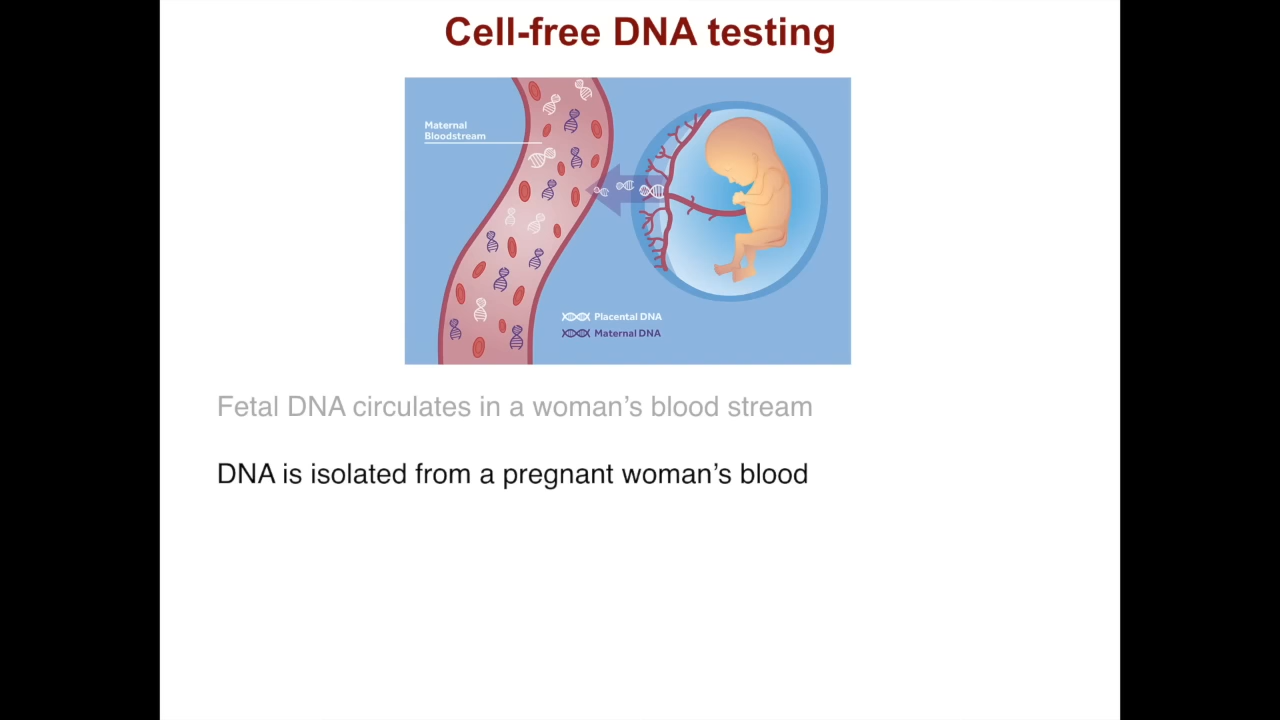 Cell-free DNA testing
Maternal
Bloodstream
Placental DNA
Maternal DNA
Fetal DNA circulates in a woman’s blood stream
DNA is isolated from a pregnant woman’s blood